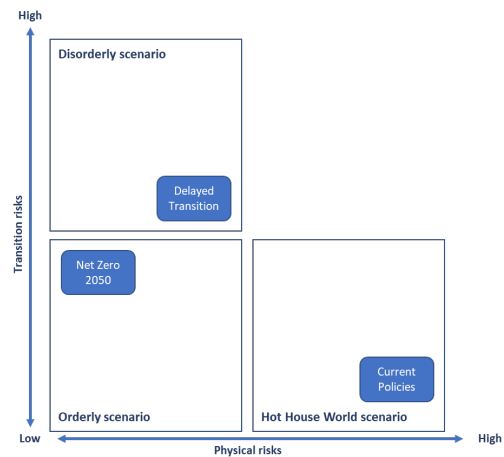 High
Disorderly scenario
Delayed
Transition
Transition risks
Net Zero
2050
Current
Policies
Orderly scenario
Hot House World scenario
Low
High
Physical risks